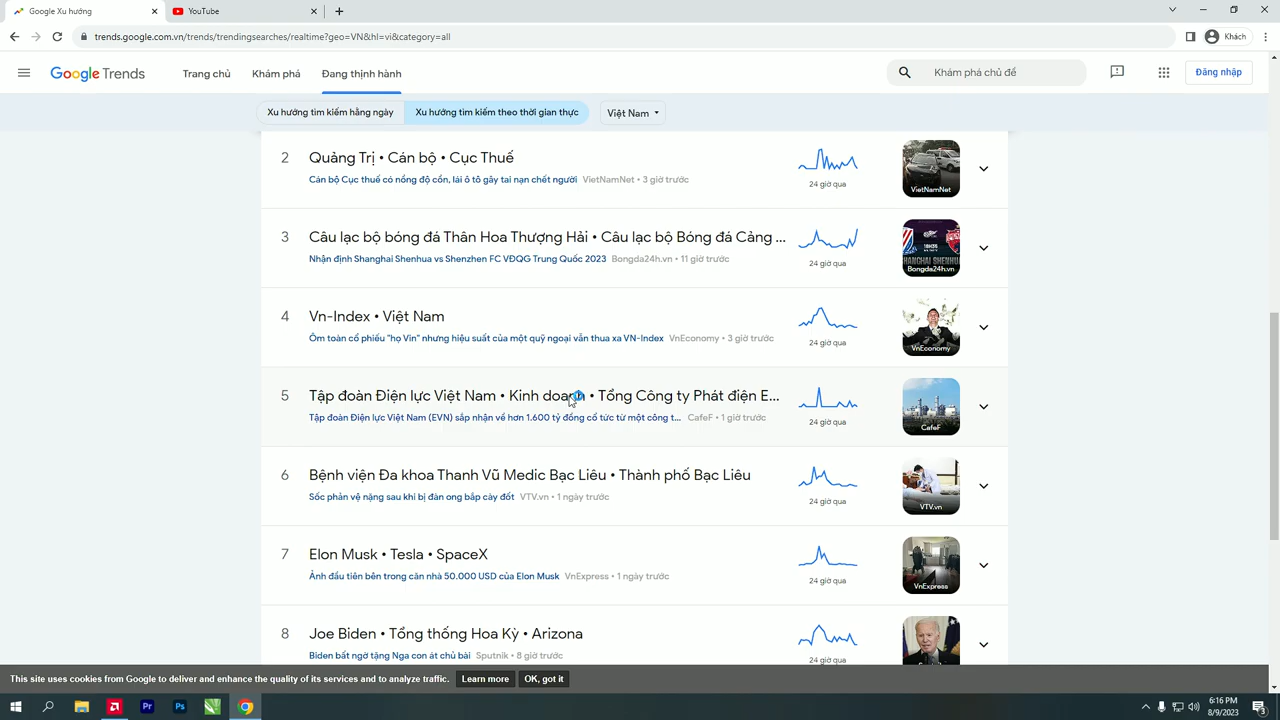 Google Xu hướng
YouTube
trends.google.com.vn/trends/trendingsearches/realtime?geo=VN&hl=vi&category=all
Khách
Google Trends
Trang chủ
Khám phá
Đang thịnh hành
Khám phá chủ đề
Đăng nhập
Xu hướng tìm kiếm hằng ngày
Xu hướng tìm kiếm theo thời gian thực
Việt Nam
2
Quảng Trị • Cán bộ • Cục Thuế
Cán bộ Cục thuế có nồng độ cồn, lái ô tô gây tai nạn chết người VietNamNet • 3 giờ trước
24 giờ qua
VietNamNet
3
Câu lạc bộ bóng đá Thân Hoa Thượng Hải • Câu lạc bộ Bóng đá Cảng ...
Nhận định Shanghai Shenhua vs Shenzhen FC VĐQG Trung Quốc 2023 Bongda24h.vn • 11 giờ trước
24 giờ qua
Bongda24h.vn
4
Vn-Index • Việt Nam
Ôm toàn cổ phiếu "họ Vin" nhưng hiệu suất của một quỹ ngoại vẫn thua xa VN-Index VnEconomy • 3 giờ trước
24 giờ qua
VnEconomy
5
Tập đoàn Điện lực Việt Nam • Kinh doanh • Tổng Công ty Phát điện E...
Tập đoàn Điện lực Việt Nam (EVN) sắp nhận về hơn 1.600 tỷ đồng cổ tức từ một công t... CafeF • 1 giờ trước
24 giờ qua
CafeF
6
Bệnh viện Đa khoa Thanh Vũ Medic Bạc Liêu • Thành phố Bạc Liêu
Sốc phản vệ nặng sau khi bị đàn ong bắp cày đốt VTV.vn • 1 ngày trước
24 giờ qua
VTV.vn
7
Elon Musk • Tesla • SpaceX
Ảnh đầu tiên bên trong căn nhà 50.000 USD của Elon Musk VnExpress • 1 ngày trước
24 giờ qua
VnExpress
8
Joe Biden • Tổng thống Hoa Kỳ • Arizona
Biden bất ngờ tặng Nga con át chủ bài Sputnik • 8 giờ trước
24 giờ qua
This site uses cookies from Google to deliver and enhance the quality of its services and to analyze traffic.
Learn more
OK, got it
Pr
Ps
6:16 PM
8/9/2023
3